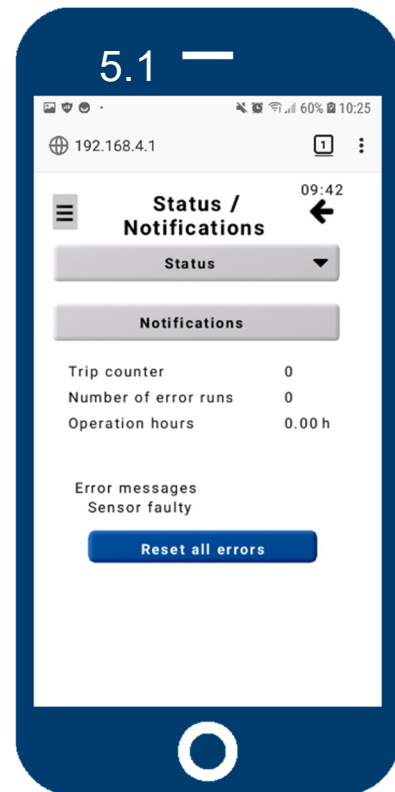 5.1
60% 10:25
192.168.4.1 1
09:42
Status /
Notifications
Status
Notifications
Trip counter 0
Number of error runs 0
Operation hours 0.00 h
Error messages
Sensor faulty
Reset all errors